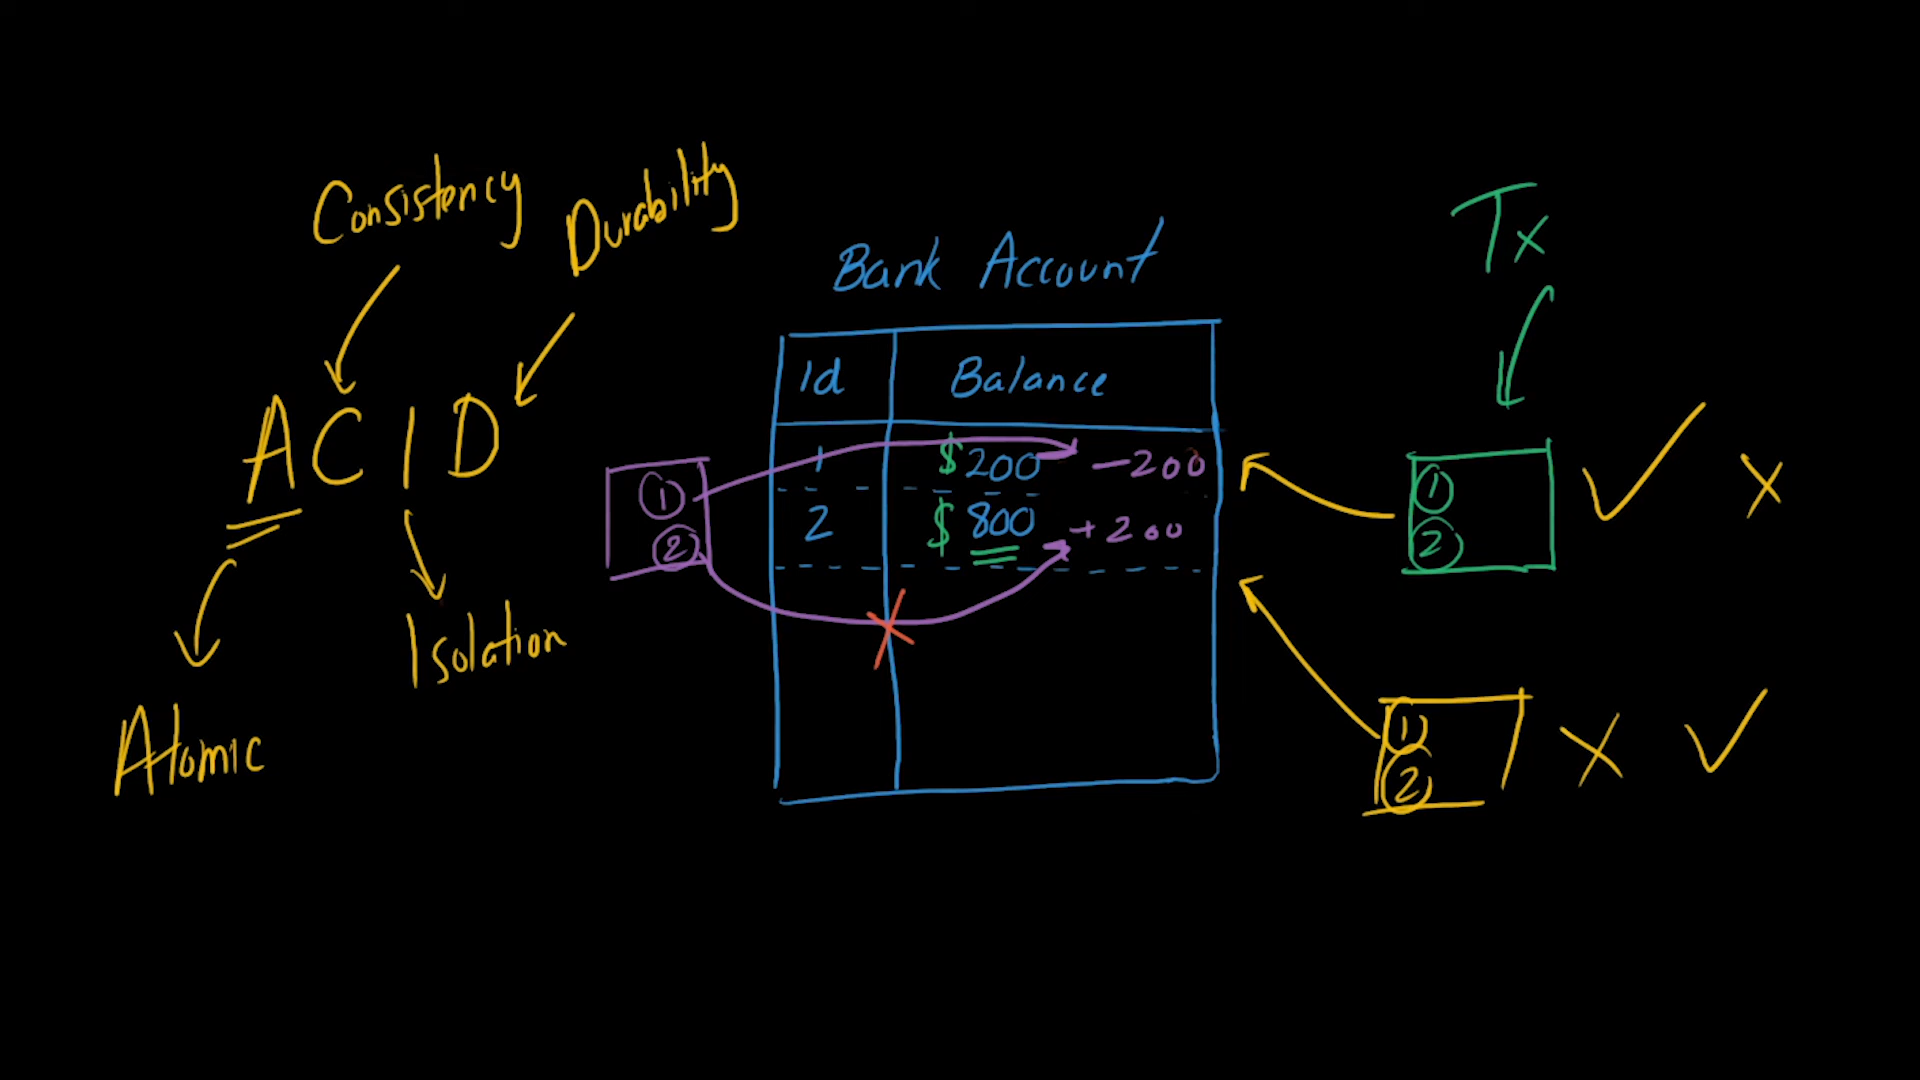 Consistency
Durability
ACID
Isolation
Atomic
Bank Account
Id Balance
1 $200 -200
2 $800 +200
1
2
Tx
1
2
1
2